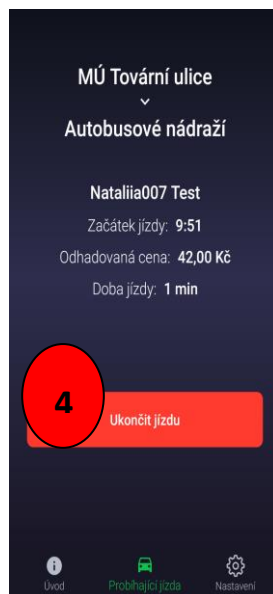 MÚ Tovární ulice
Autobusové nádraží
Nataliia007 Test
Začátek jízdy: 9:51
Odhadovaná cena: 42,00 Kč
Doba jízdy: 1 min
4
Ukončit jízdu
Úvod
Probíhající jízda
Nastavení